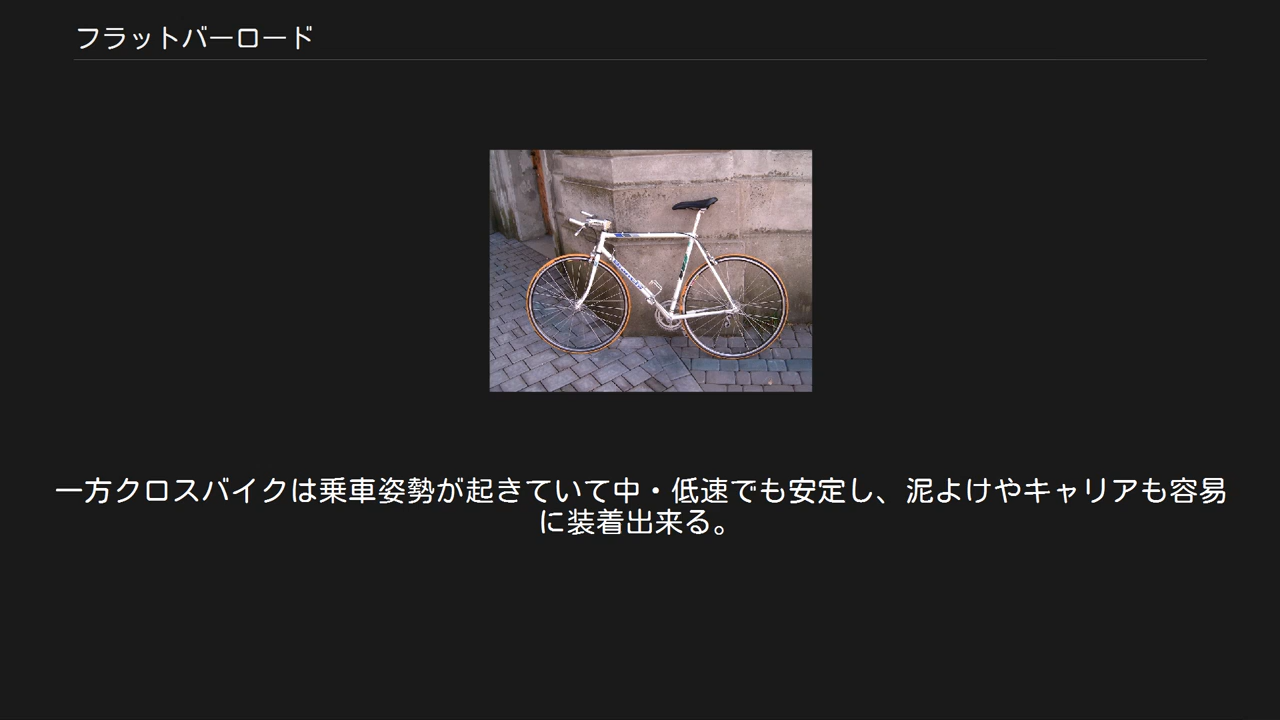 フラットバーロード
一方クロスバイクは乗車姿勢が起きていて中・低速でも安定し、泥よけやキャリアも容易
に装着出来る。